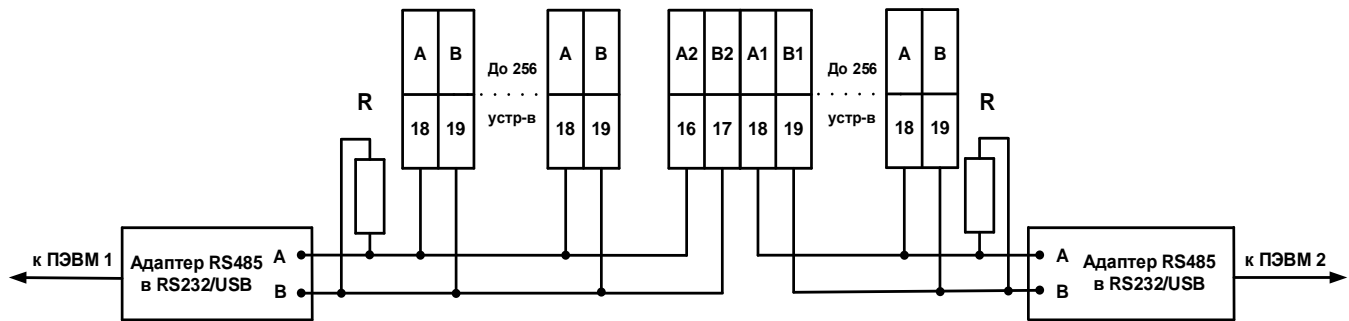 A B
До 256
A B
A2 B2 A1 B1
До 256
A B
R
R
18 19
устр-в
18 19
16 17 18 19
устр-в
18 19
к ПЭВМ 1
Адаптер RS485
в RS232/USB
A
B
A
B
Адаптер RS485
в RS232/USB
к ПЭВМ 2